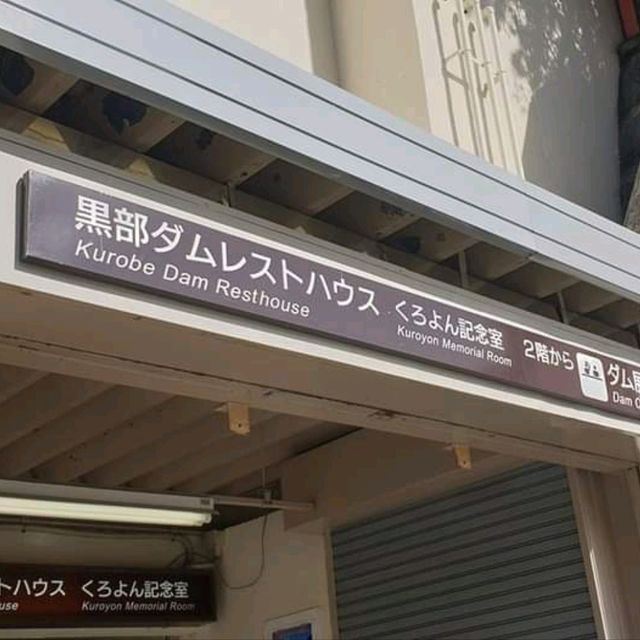 黒部ダムレストハウス くろよん記念室 2階から ダム
Kurobe Dam Resthouse Kuroyon Memorial Room Dam
トハウス くろよん記念室
use Kuroyon Memorial Room